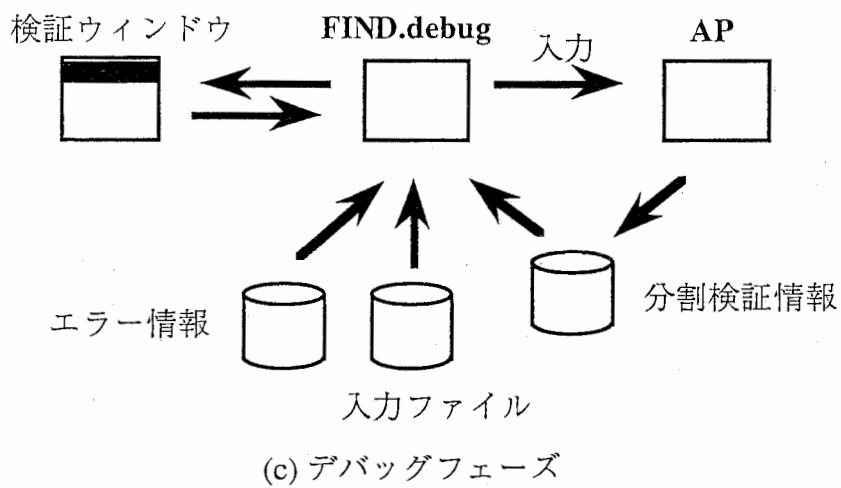 検証ウィンドウ
FIND.debug
入力
AP
エラー情報
分割検証情報
入力ファイル
(c) デバッグフェーズ